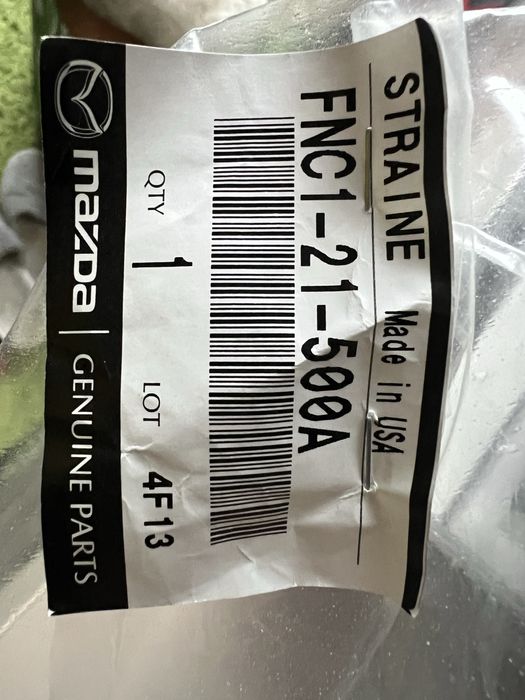 STRAINE Made in USA
FNC1-21-500A
QTY 1 LOT 4F13
mazda | GENUINE PARTS